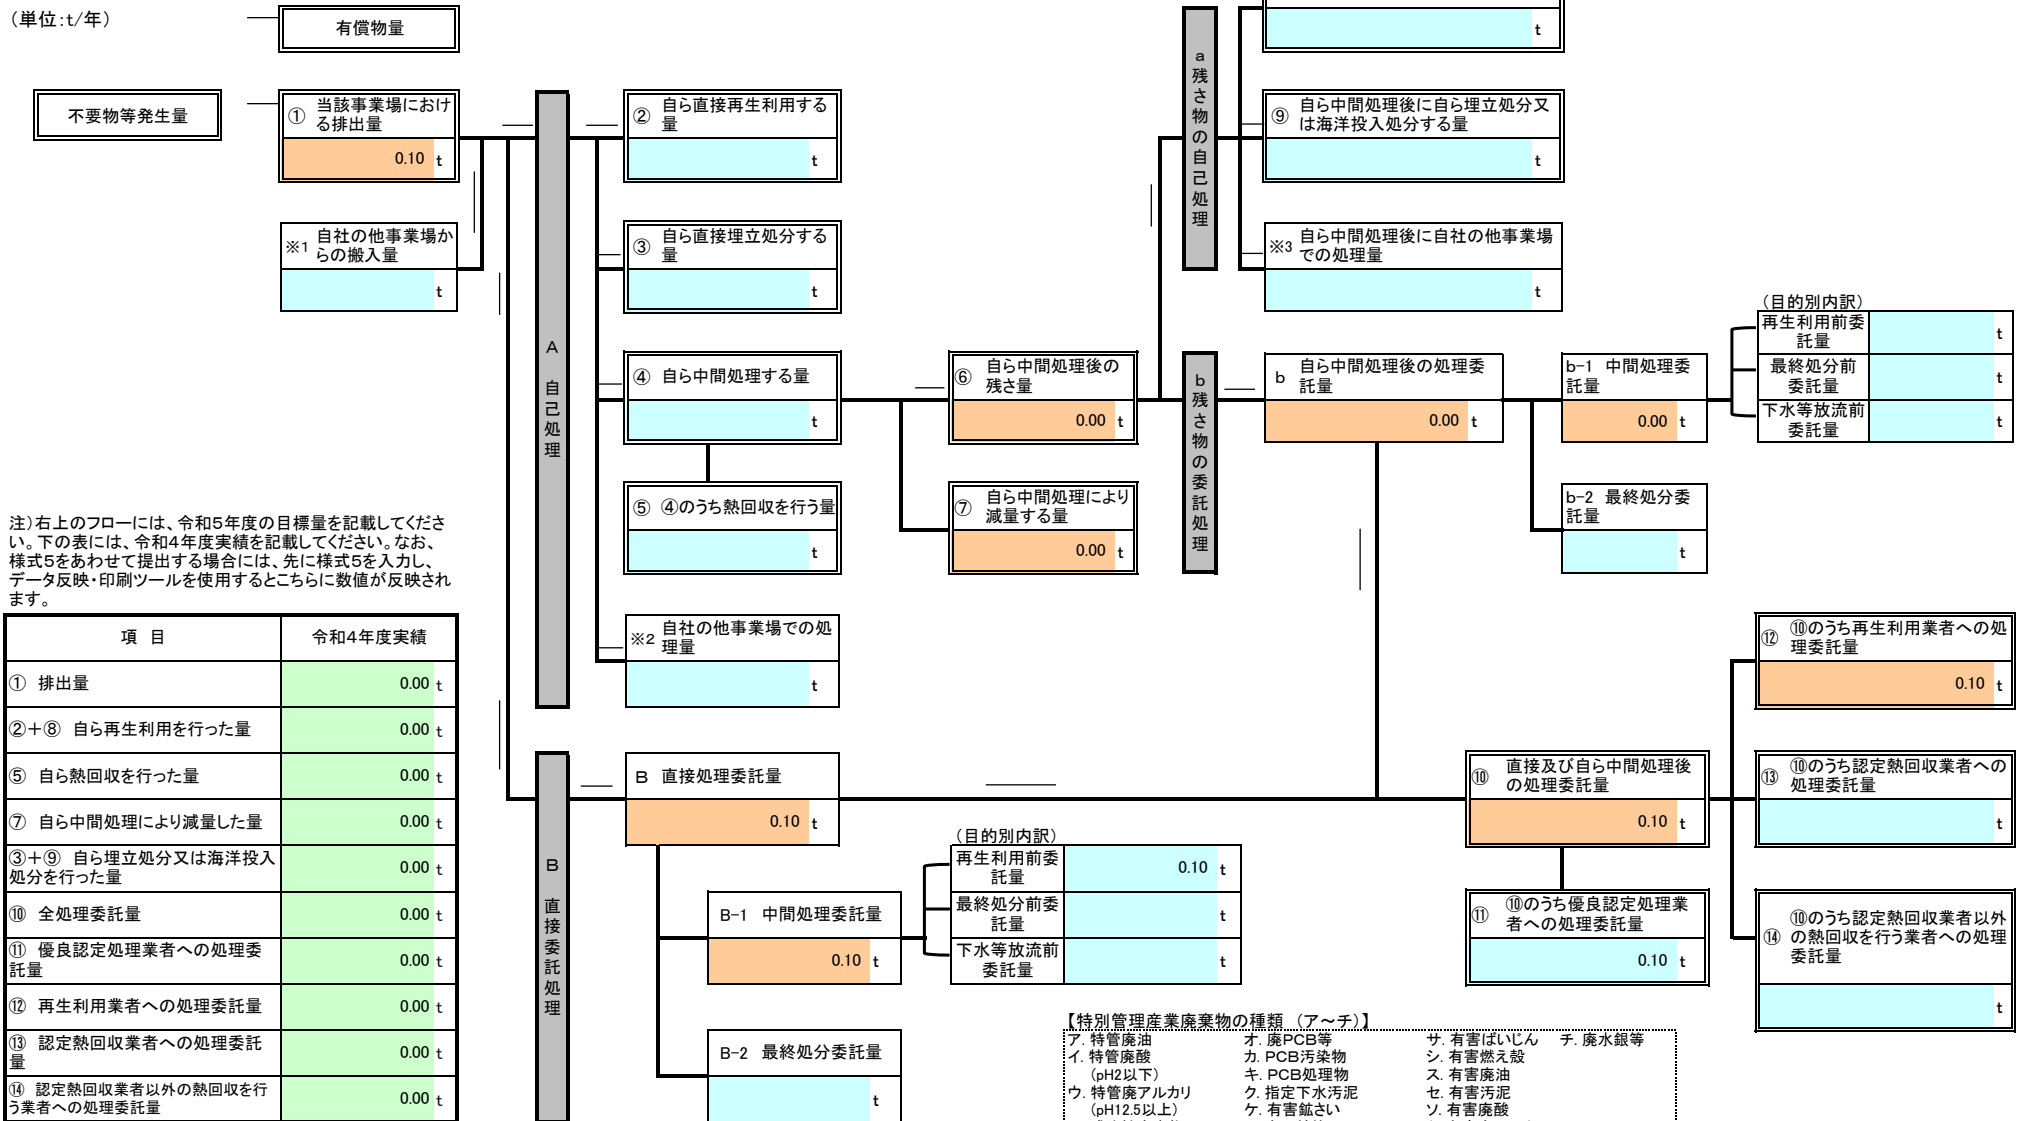 （単位:t/年）
有償物量
t
不要物等発生量
① 当該事業場におけ
る排出量
0.10 t
※1 自社の他事業場か
らの搬入量
t
A 自己処理
② 自ら直接再生利用する
量
t
③ 自ら直接埋立処分する
量
t
④ 自ら中間処理する量
t
⑤ ④のうち熱回収を行う量
t
※2 自社の他事業場での処
理量
t
⑥ 自ら中間処理後の
残さ量
0.00 t
⑦ 自ら中間処理により
減量する量
0.00 t
a残さ物の自己処理
⑨ 自ら中間処理後に自ら埋立処分又
は海洋投入処分する量
t
※3 自ら中間処理後に自社の他事業場
での処理量
t
b残さ物の委託処理
b 自ら中間処理後の処理委
託量
0.00 t
b-1 中間処理委
託量
0.00 t
b-2 最終処分委
託量
t
（目的別内訳）
再生利用前委
託量
t
最終処分前
委託量
t
下水等放流前
委託量
t
注）右上のフローには、令和5年度の目標量を記載してくださ
い。下の表には、令和4年度実績を記載してください。なお、
様式5をあわせて提出する場合には、先に様式5を入力し、
データ反映・印刷ツールを使用するとこちらに数値が反映され
ます。
項 目 令和4年度実績
① 排出量 0.00 t
②＋⑧ 自ら再生利用を行った量 0.00 t
⑤ 自ら熱回収を行った量 0.00 t
⑦ 自ら中間処理により減量した量 0.00 t
③＋⑨ 自ら埋立処分又は海洋投入
処分を行った量 0.00 t
⑩ 全処理委託量 0.00 t
⑪ 優良認定処理業者への処理委
託量 0.00 t
⑫ 再生利用業者への処理委託量 0.00 t
⑬ 認定熱回収業者への処理委託
量 0.00 t
⑭ 認定熱回収業者以外の熱回収を行
う業者への処理委託量 0.00 t
B 直接委託処理
B 直接処理委託量
0.10 t
B-1 中間処理委託量
0.10 t
B-2 最終処分委託量
t
（目的別内訳）
再生利用前委
託量
0.10 t
最終処分前委
託量
t
下水等放流前
委託量
t
⑩ 直接及び自ら中間処理後
の処理委託量
0.10 t
⑪ ⑩のうち優良認定処理業
者への処理委託量
0.10 t
⑫ ⑩のうち再生利用業者への処
理委託量
0.10 t
⑬ ⑩のうち認定熱回収業者への
処理委託量
t
⑭ ⑩のうち認定熱回収業者以外
の熱回収を行う業者への処理
委託量
t
【特別管理産業廃棄物の種類 （ア～チ）】
ア. 特管廃油 オ. 廃PCB等 サ. 有害ばいじん チ. 廃水銀等
イ. 特管廃酸 カ. PCB汚染物 シ. 有害燃え殻
（pH2以下） キ. PCB処理物 ス. 有害廃油
ウ. 特管廃アルカリ ク. 指定下水汚泥 セ. 有害汚泥
（pH12.5以上） ケ. 有害鉱さい ソ. 有害廃酸